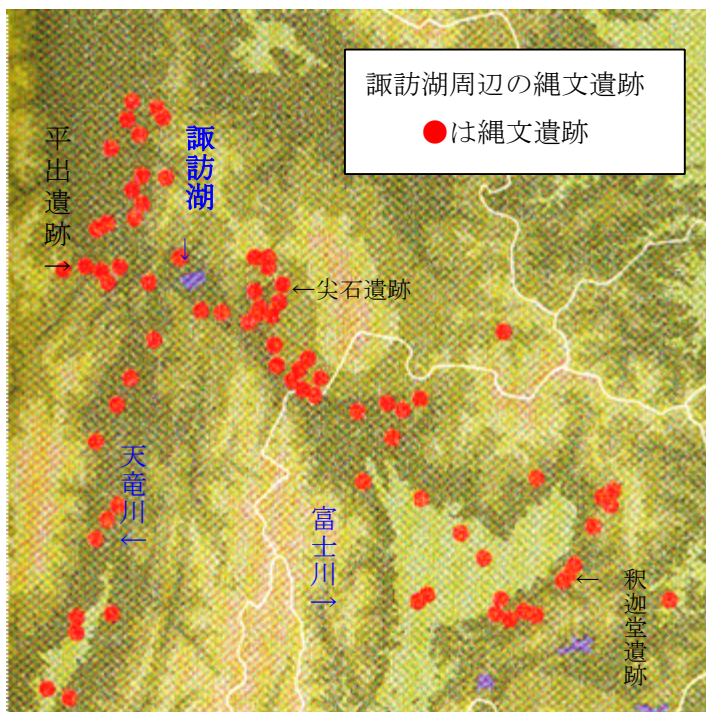 諏訪湖周辺の縄文遺跡
●は縄文遺跡
平出遺跡
→
諏訪湖
↓
←尖石遺跡
天竜川
←
富士川
→
←
釈迦堂遺跡